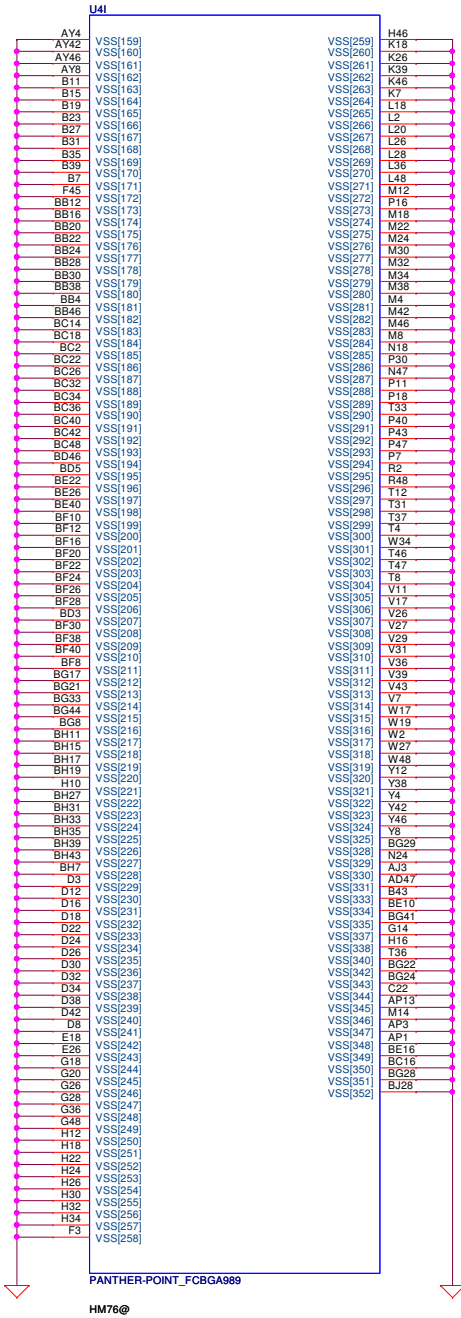 U4I
AY4 VSS[159] VSS[259] H46
AY42 VSS[160] VSS[260] K18
AY46 VSS[161] VSS[261] K26
AY8 VSS[162] VSS[262] K39
B11 VSS[163] VSS[263] K46
B15 VSS[164] VSS[264] K7
B19 VSS[165] VSS[265] L18
B23 VSS[166] VSS[266] L2
B27 VSS[167] VSS[267] L20
B31 VSS[168] VSS[268] L26
B35 VSS[169] VSS[269] L28
B39 VSS[170] VSS[270] L36
B7 VSS[171] VSS[271] L48
F45 VSS[172] VSS[272] M12
BB12 VSS[173] VSS[273] P16
BB16 VSS[174] VSS[274] M18
BB20 VSS[175] VSS[275] M22
BB22 VSS[176] VSS[276] M24
BB24 VSS[177] VSS[277] M30
BB28 VSS[178] VSS[278] M32
BB30 VSS[179] VSS[279] M34
BB38 VSS[180] VSS[280] M38
BB4 VSS[181] VSS[281] M4
BB46 VSS[182] VSS[282] M42
BC14 VSS[183] VSS[283] M46
BC18 VSS[184] VSS[284] M8
BC2 VSS[185] VSS[285] N18
BC22 VSS[186] VSS[286] P30
BC26 VSS[187] VSS[287] N47
BC32 VSS[188] VSS[288] P11
BC34 VSS[189] VSS[289] P18
BC36 VSS[190] VSS[290] T33
BC40 VSS[191] VSS[291] P40
BC42 VSS[192] VSS[292] P43
BC48 VSS[193] VSS[293] P47
BD46 VSS[194] VSS[294] P7
BD5 VSS[195] VSS[295] R2
BE22 VSS[196] VSS[296] R48
BE26 VSS[197] VSS[297] T12
BE40 VSS[198] VSS[298] T31
BF10 VSS[199] VSS[299] T37
BF12 VSS[200] VSS[300] T4
BF16 VSS[201] VSS[301] W34
BF20 VSS[202] VSS[302] T46
BF22 VSS[203] VSS[303] T47
BF24 VSS[204] VSS[304] T8
BF26 VSS[205] VSS[305] V11
BF28 VSS[206] VSS[306] V17
BD3 VSS[207] VSS[307] V26
BF30 VSS[208] VSS[308] V27
BF38 VSS[209] VSS[309] V29
BF40 VSS[210] VSS[310] V31
BF8 VSS[211] VSS[311] V36
BG17 VSS[212] VSS[312] V39
BG21 VSS[213] VSS[313] V43
BG33 VSS[214] VSS[314] V7
BG44 VSS[215] VSS[315] W17
BG8 VSS[216] VSS[316] W19
BH11 VSS[217] VSS[317] W2
BH15 VSS[218] VSS[318] W27
BH17 VSS[219] VSS[319] W48
BH19 VSS[220] VSS[320] Y12
H10 VSS[221] VSS[321] Y38
BH27 VSS[222] VSS[322] Y4
BH31 VSS[223] VSS[323] Y42
BH33 VSS[224] VSS[324] Y46
BH35 VSS[225] VSS[325] Y8
BH39 VSS[226] VSS[328] BG29
BH43 VSS[227] VSS[329] N24
BH7 VSS[228] VSS[330] AJ3
D3 VSS[229] VSS[331] AD47
D12 VSS[230] VSS[333] B43
D16 VSS[231] VSS[334] BE10
D18 VSS[232] VSS[335] BG41
D22 VSS[233] VSS[337] G14
D24 VSS[234] VSS[338] H16
D26 VSS[235] VSS[340] T36
D30 VSS[236] VSS[342] BG22
D32 VSS[237] VSS[343] BG24
D34 VSS[238] VSS[344] C22
D38 VSS[239] VSS[345] AP13
D42 VSS[240] VSS[346] M14
D8 VSS[241] VSS[347] AP3
E18 VSS[242] VSS[348] AP1
E26 VSS[243] VSS[349] BE16
G18 VSS[244] VSS[350] BC16
G20 VSS[245] VSS[351] BG28
G26 VSS[246] VSS[352] BJ28
G28 VSS[247]
G36 VSS[248]
G48 VSS[249]
H12 VSS[250]
H18 VSS[251]
H22 VSS[252]
H24 VSS[253]
H26 VSS[254]
H30 VSS[255]
H32 VSS[256]
H34 VSS[257]
F3 VSS[258]
PANTHER-POINT_FCBGA989
HM76@